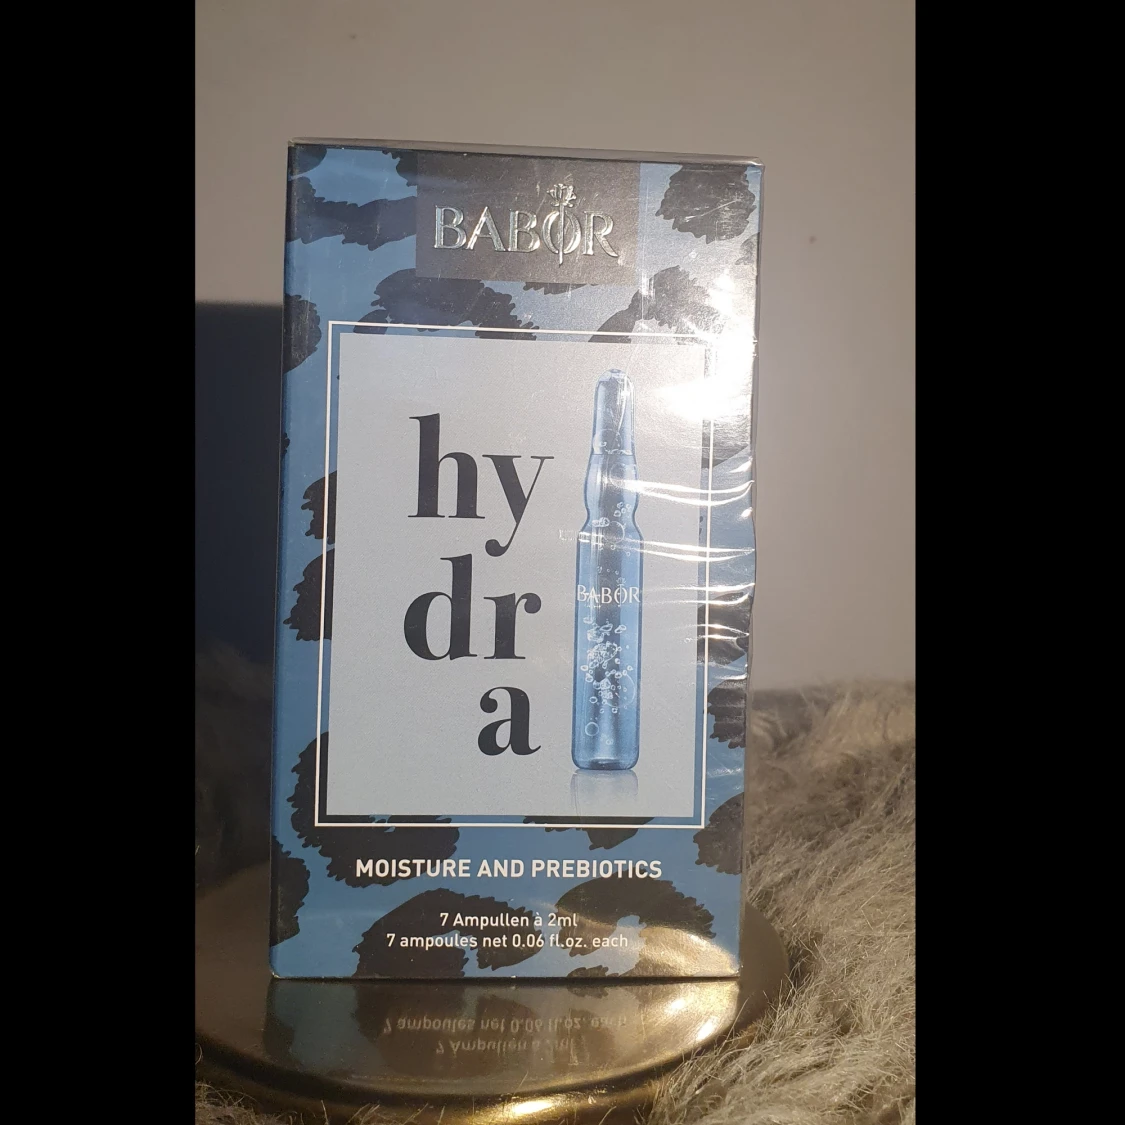 BABOR
hy
dr
a
BABOR
MOISTURE AND PREBIOTICS
7 Ampullen à 2ml
7 ampoules net 0.06 fl.oz. each